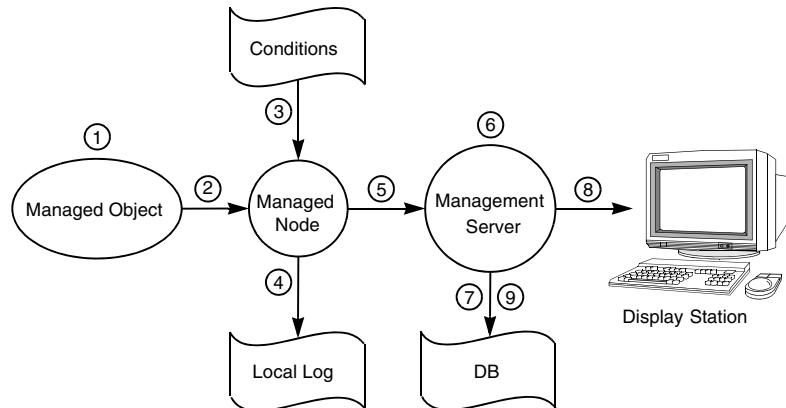 Conditions
3
1
6
2
5
8
Managed Object
Managed
Node
Management
Server
4
7
9
Display Station
Local Log
DB